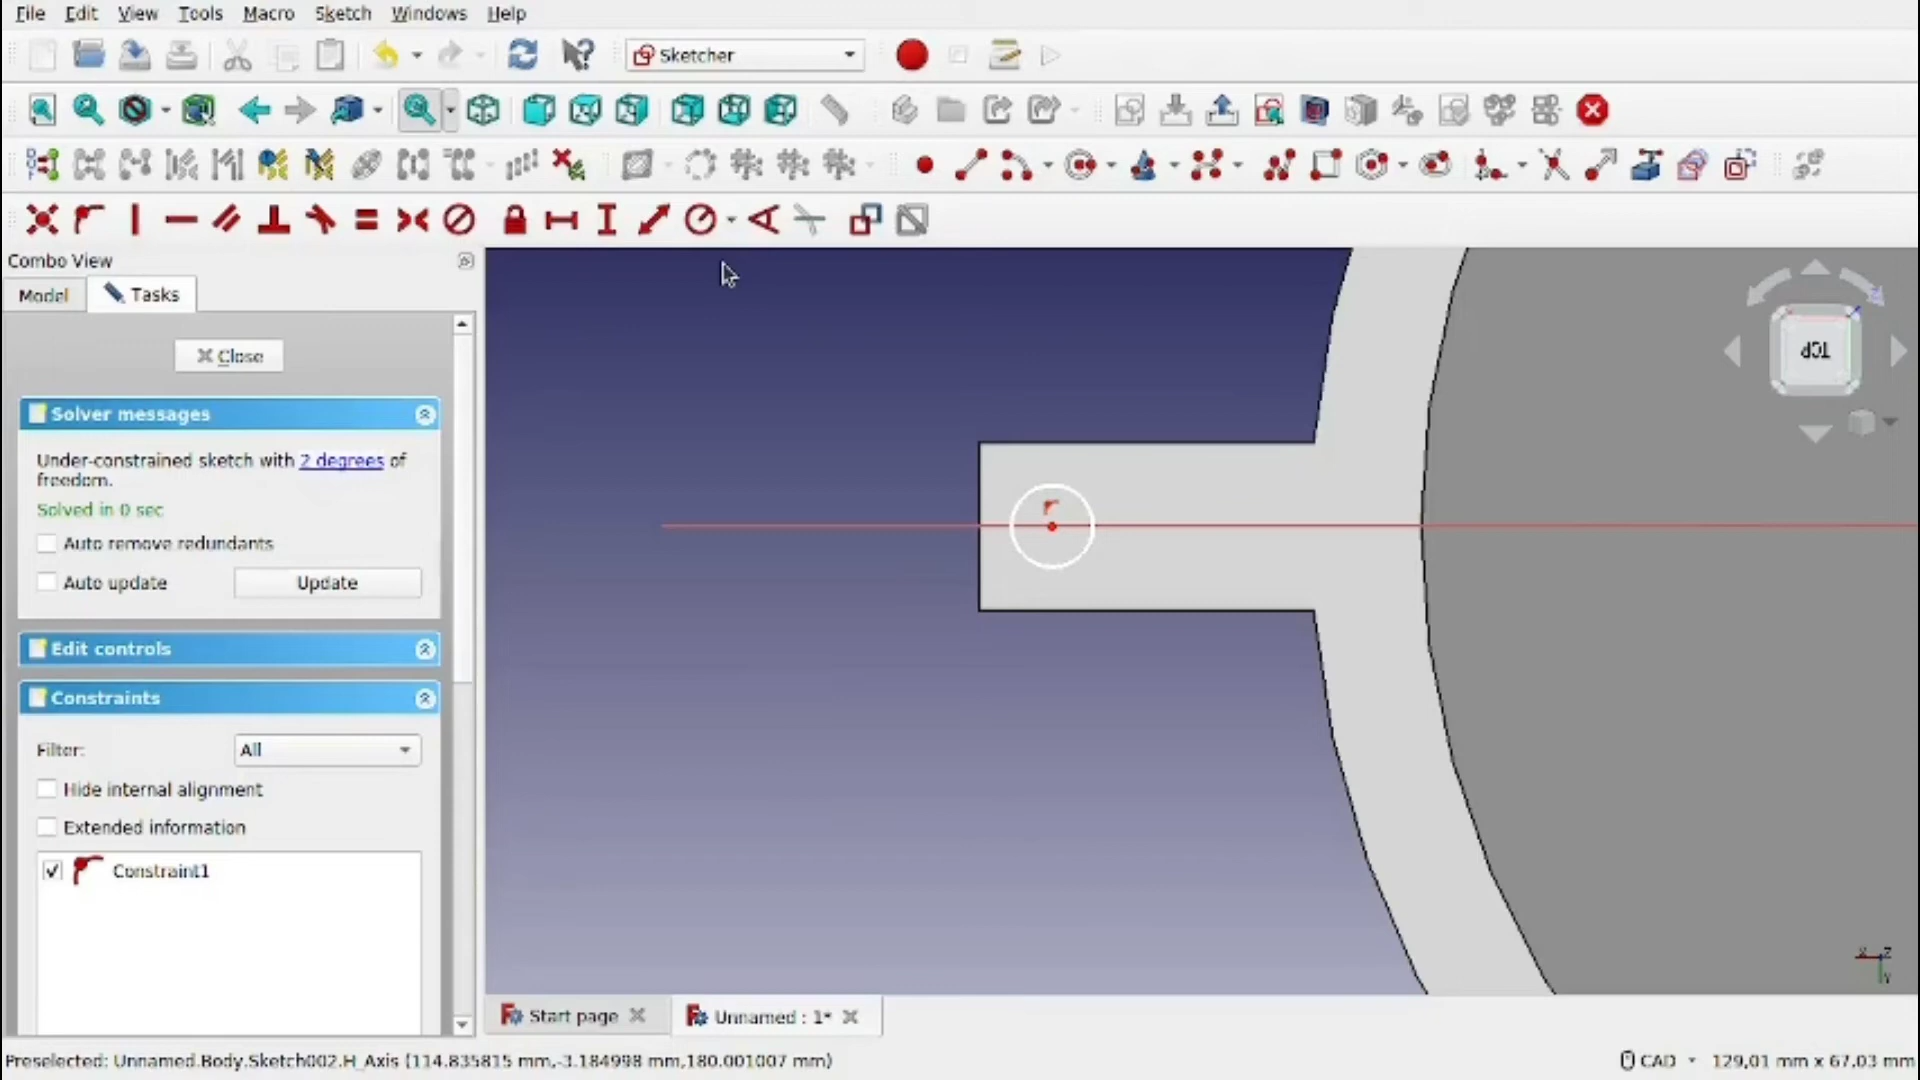 File Edit View Tools Macro Sketch Windows Help
Sketcher
Combo View
Model Tasks
Close
Solver messages
Under-constrained sketch with 2 degrees of
freedom.
Solved in 0 sec
Auto remove redundants
Auto update Update
Edit controls
Constraints
Filter: All
Hide internal alignment
Extended information
Constraint1
TOP
X Z
Y
Start page Unnamed : 1*
Preselected: Unnamed.Body.Sketch002.H_Axis (114.835815 mm,-3.184998 mm,180.001007 mm) CAD 129,01 mm x 67,03 mm